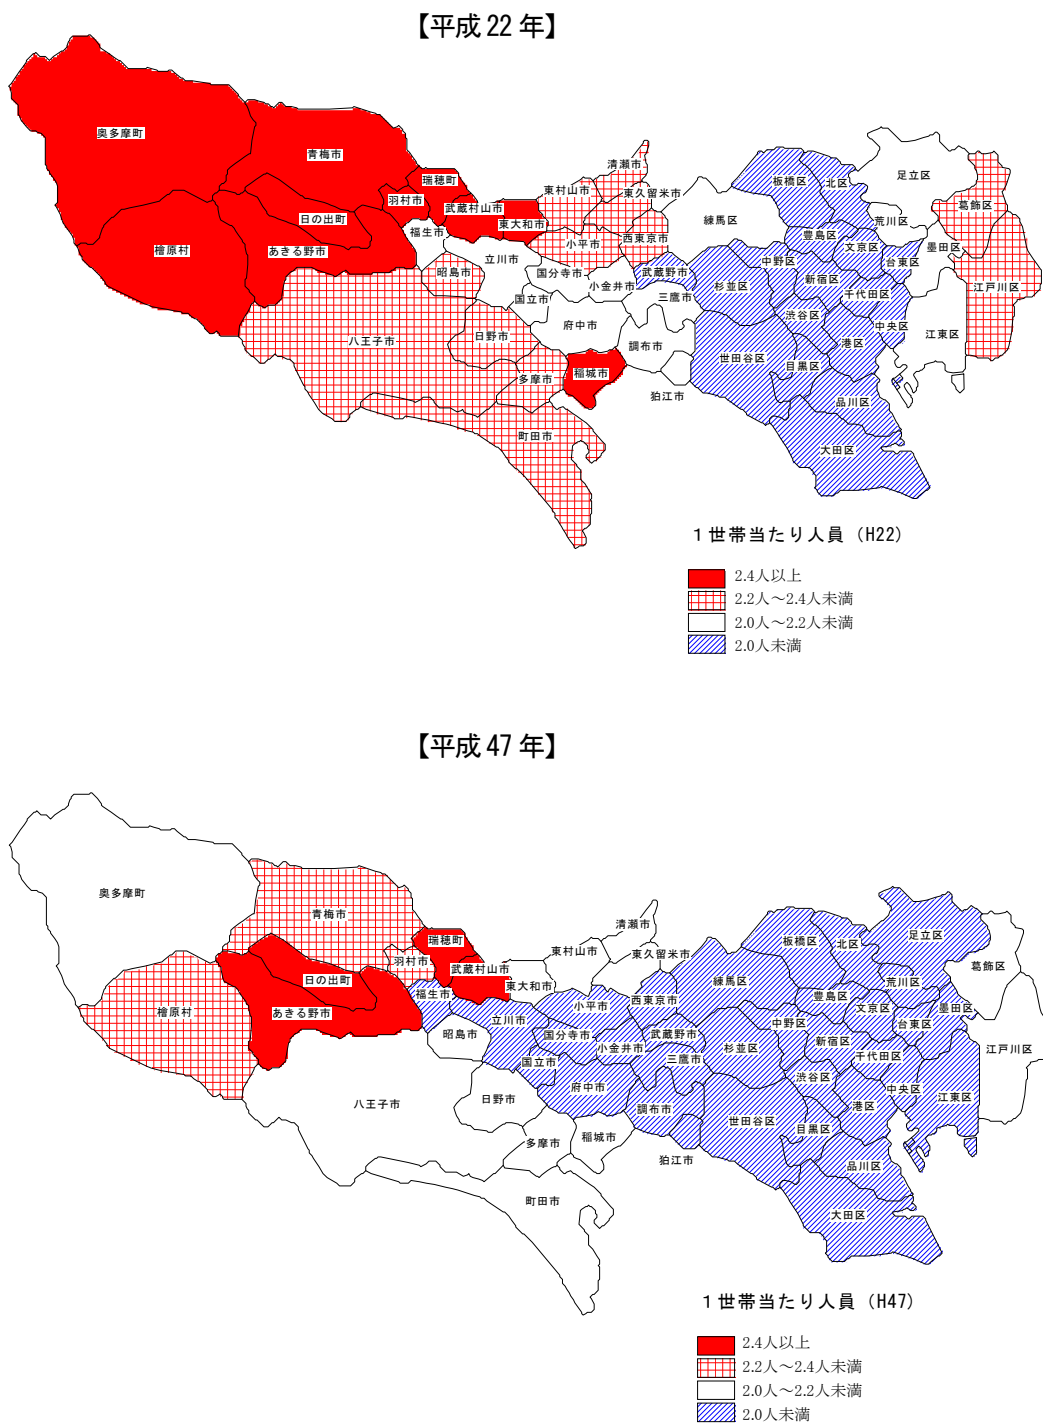 【平成22年】
奥多摩町
青梅市
瑞穂町
羽村市
武蔵村山市
東大和市
日の出町
檜原村
あきる野市
福生市
昭島市
立川市
東村山市
清瀬市
東久留米市
小平市
西東京市
国分寺市
小金井市
武蔵野市
三鷹市
国立市
府中市
日野市
八王子市
調布市
多摩市
稲城市
狛江市
町田市
板橋区
北区
足立区
葛飾区
練馬区
荒川区
豊島区
文京区
墨田区
台東区
中野区
杉並区
新宿区
千代田区
江戸川区
渋谷区
中央区
江東区
港区
世田谷区
目黒区
品川区
大田区
1世帯当たり人員(H22)
2.4人以上
2.2人～2.4人未満
2.0人～2.2人未満
2.0人未満
【平成47年】
奥多摩町
青梅市
瑞穂町
羽村市
武蔵村山市
東大和市
日の出町
檜原村
あきる野市
福生市
昭島市
立川市
東村山市
清瀬市
東久留米市
小平市
西東京市
国分寺市
小金井市
武蔵野市
三鷹市
国立市
府中市
日野市
八王子市
調布市
多摩市
稲城市
狛江市
町田市
板橋区
北区
足立区
葛飾区
練馬区
荒川区
豊島区
文京区
墨田区
台東区
中野区
杉並区
新宿区
千代田区
江戸川区
渋谷区
中央区
江東区
港区
世田谷区
目黒区
品川区
大田区
1世帯当たり人員(H47)
2.4人以上
2.2人～2.4人未満
2.0人～2.2人未満
2.0人未満